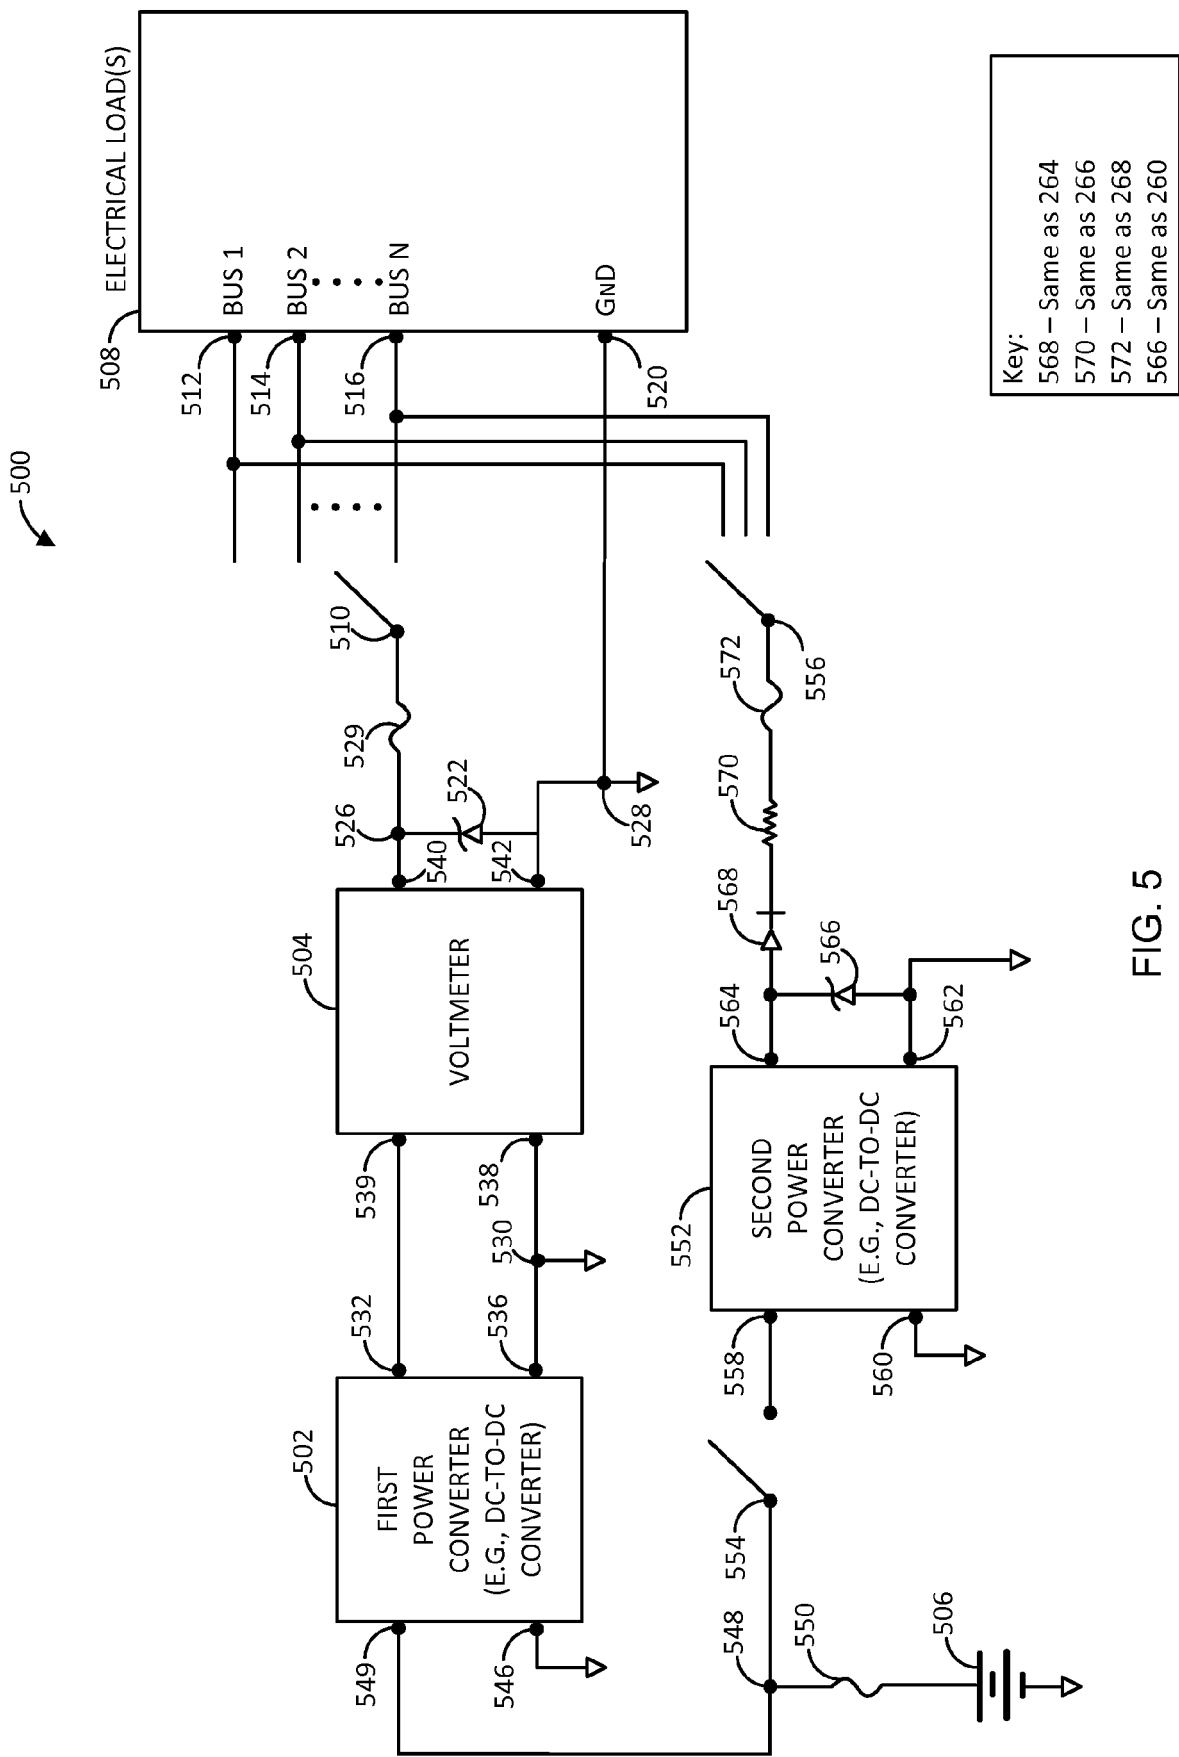 500
ELECTRICAL LOAD(S)
508
512
BUS 1
514
BUS 2
516
BUS N
520
GND
510
529
526
522
540
542
528
504
VOLTMETER
539
538
530
532
536
502
FIRST
POWER
CONVERTER
(E.G., DC-TO-DC
CONVERTER)
549
546
556
572
570
568
566
564
562
552
SECOND
POWER
CONVERTER
(E.G., DC-TO-DC
CONVERTER)
558
560
554
548
550
506
Key:
568 – Same as 264
570 – Same as 266
572 – Same as 268
566 – Same as 260
FIG. 5